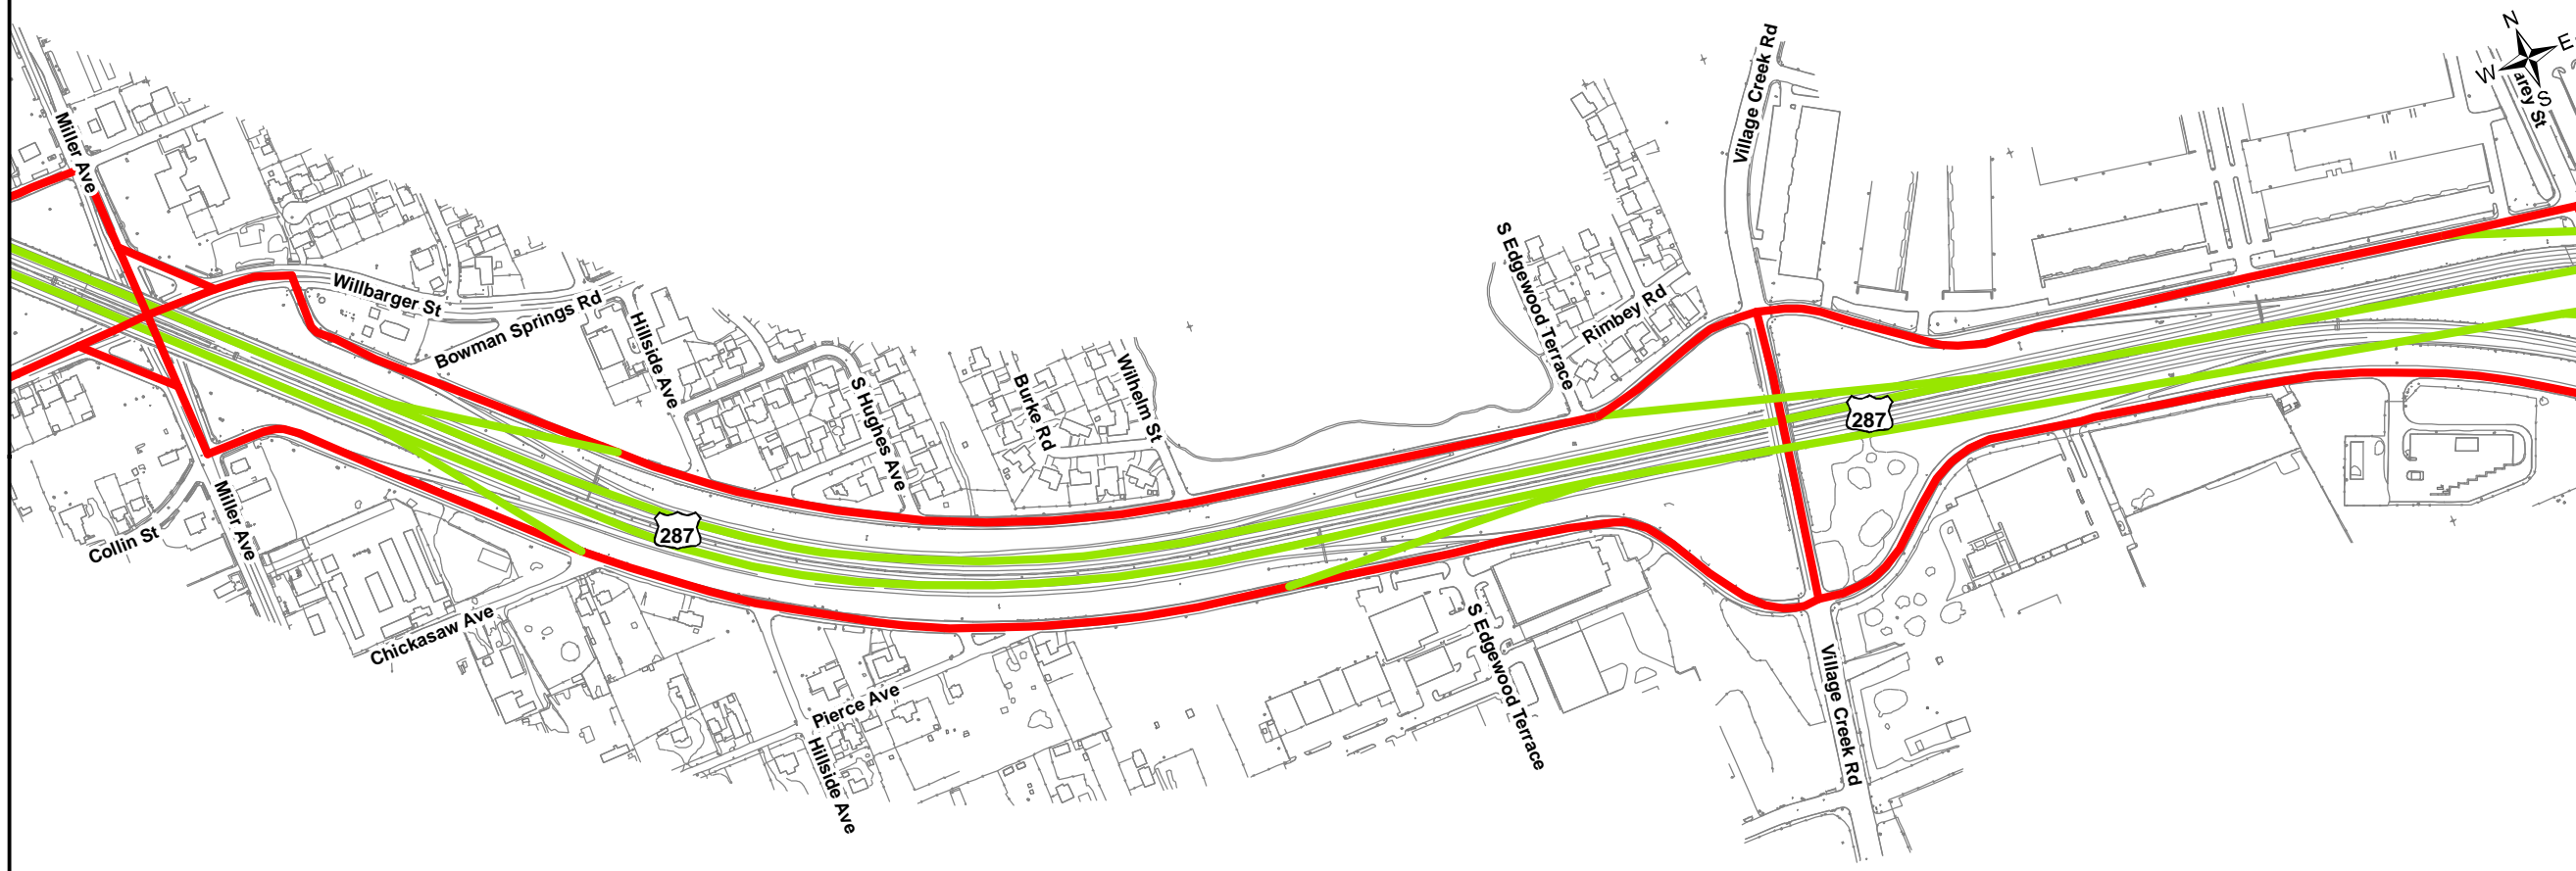 N
E
W
S
arey St
Village Creek Rd
Miller Ave
Willbarger St
Bowman Springs Rd
Hillside Ave
S Hughes Ave
Burke Rd
Wilhelm St
S Edgewood Terrace
Rimbey Rd
287
287
Miller Ave
Collin St
Chickasaw Ave
Pierce Ave
Hillside Ave
S Edgewood Terrace
Village Creek Rd